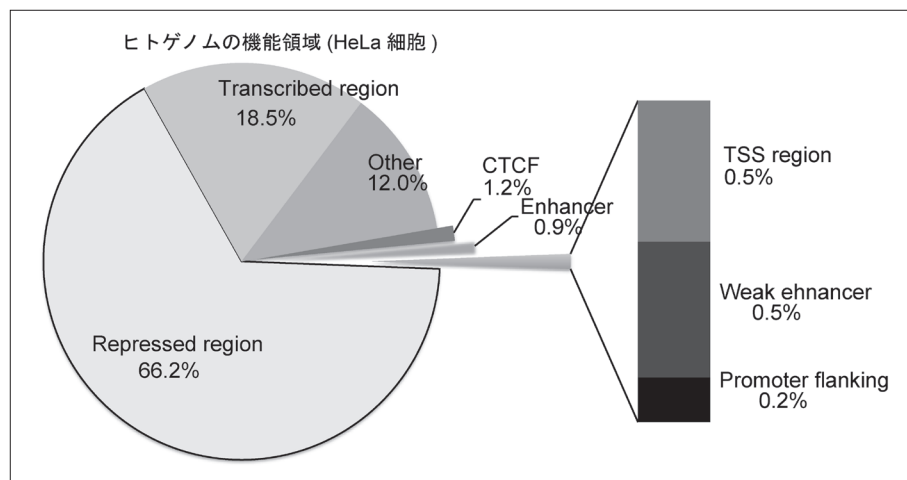 ヒトゲノムの機能領域 (HeLa 細胞 )
Transcribed region
18.5%
Other
12.0%
CTCF
1.2%
Enhancer
0.9%
TSS region
0.5%
Weak ehnancer
0.5%
Promoter flanking
0.2%
Repressed region
66.2%